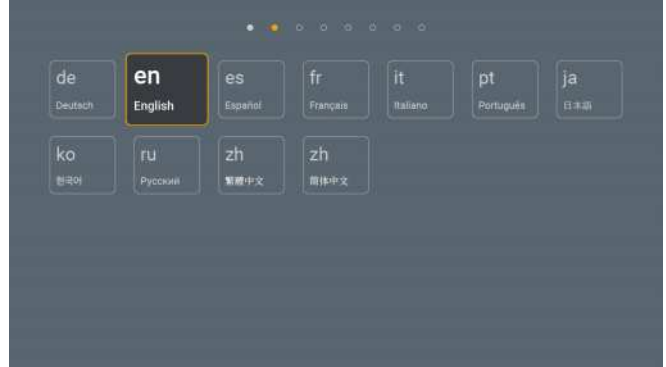 de
Deutsch
en
English
es
Español
fr
Français
it
Italiano
pt
Português
ja
日本語
ko
한국어
ru
Русский
zh
繁體中文
zh
简体中文